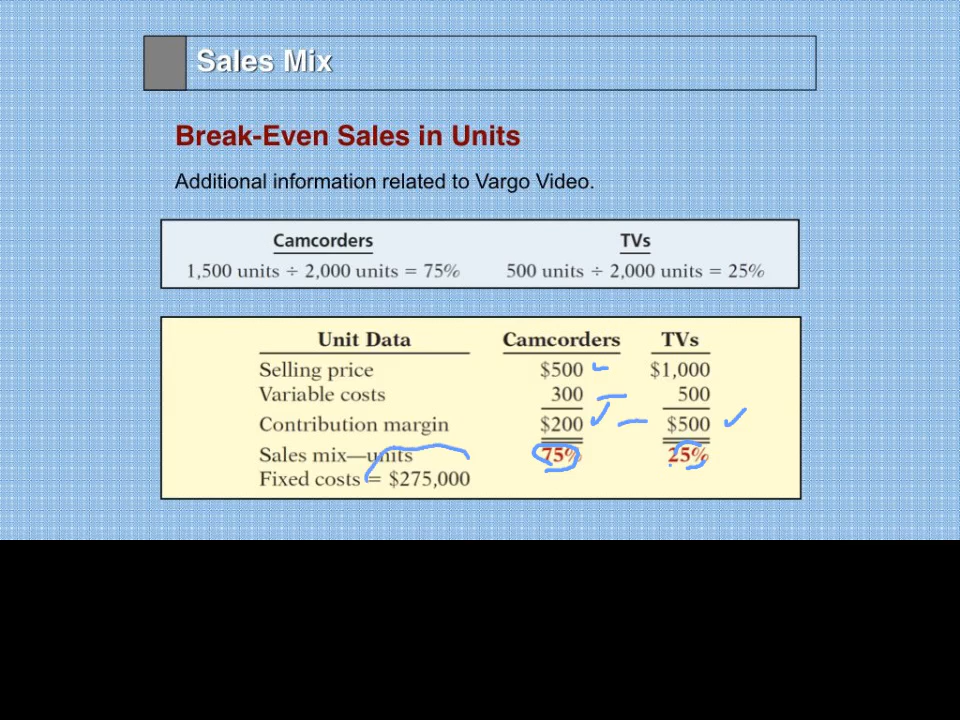 Sales Mix
Break-Even Sales in Units
Additional information related to Vargo Video.
Camcorders TVs
1,500 units ÷ 2,000 units = 75% 500 units ÷ 2,000 units = 25%
Unit Data Camcorders TVs
Selling price $500 $1,000
Variable costs 300 500
Contribution margin $200 $500
Sales mix—units 75% 25%
Fixed costs = $275,000